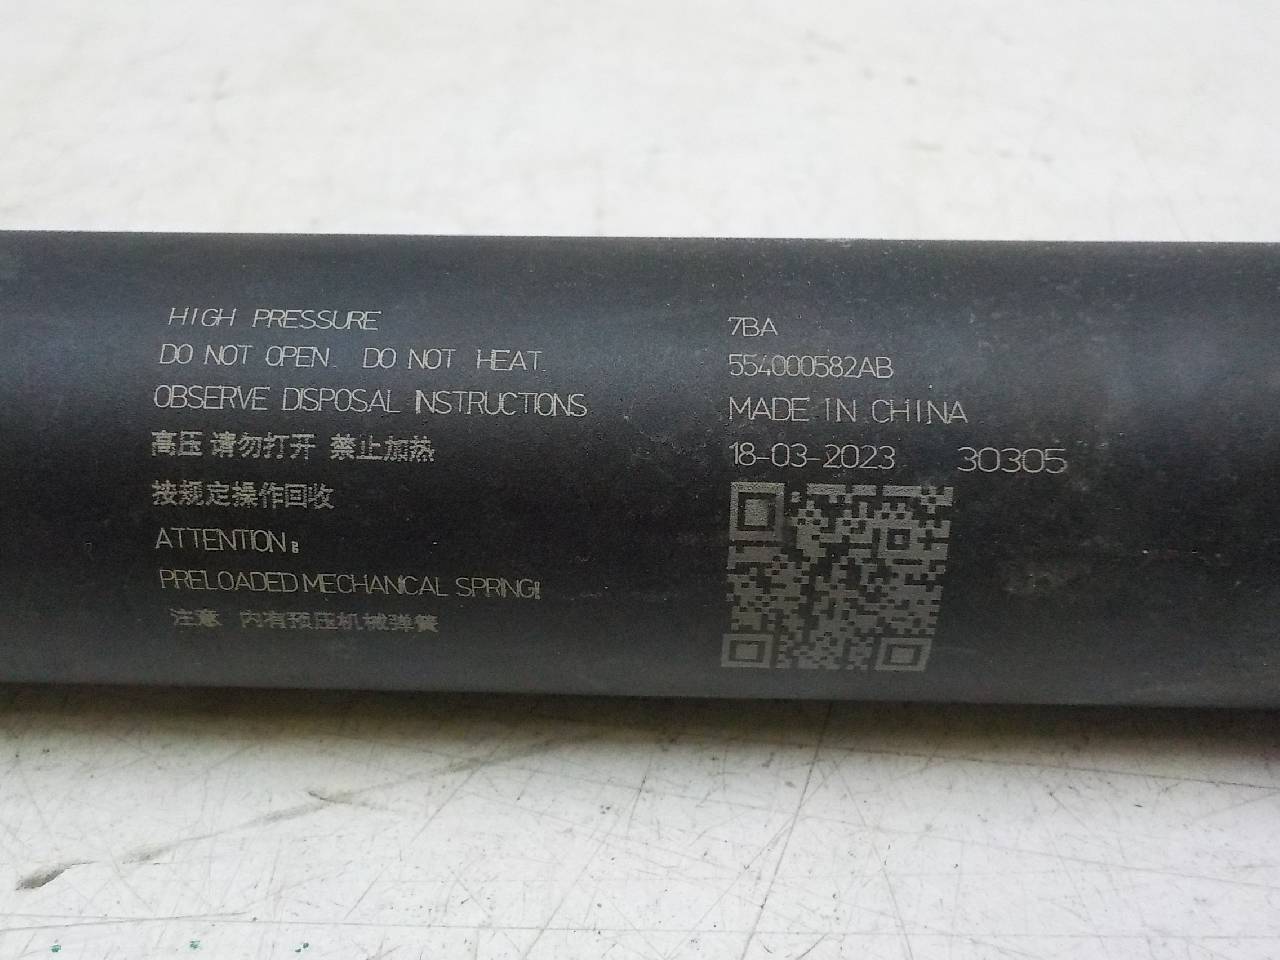 HIGH PRESSURE
DO NOT OPEN. DO NOT HEAT.
OBSERVE DISPOSAL INSTRUCTIONS
高压 请勿打开 禁止加热
按规定操作回收
ATTENTION:
PRELOADED MECHANICAL SPRING!
注意 内有预压机械弹簧
7BA
554000582AB
MADE IN CHINA
18-03-2023 30305